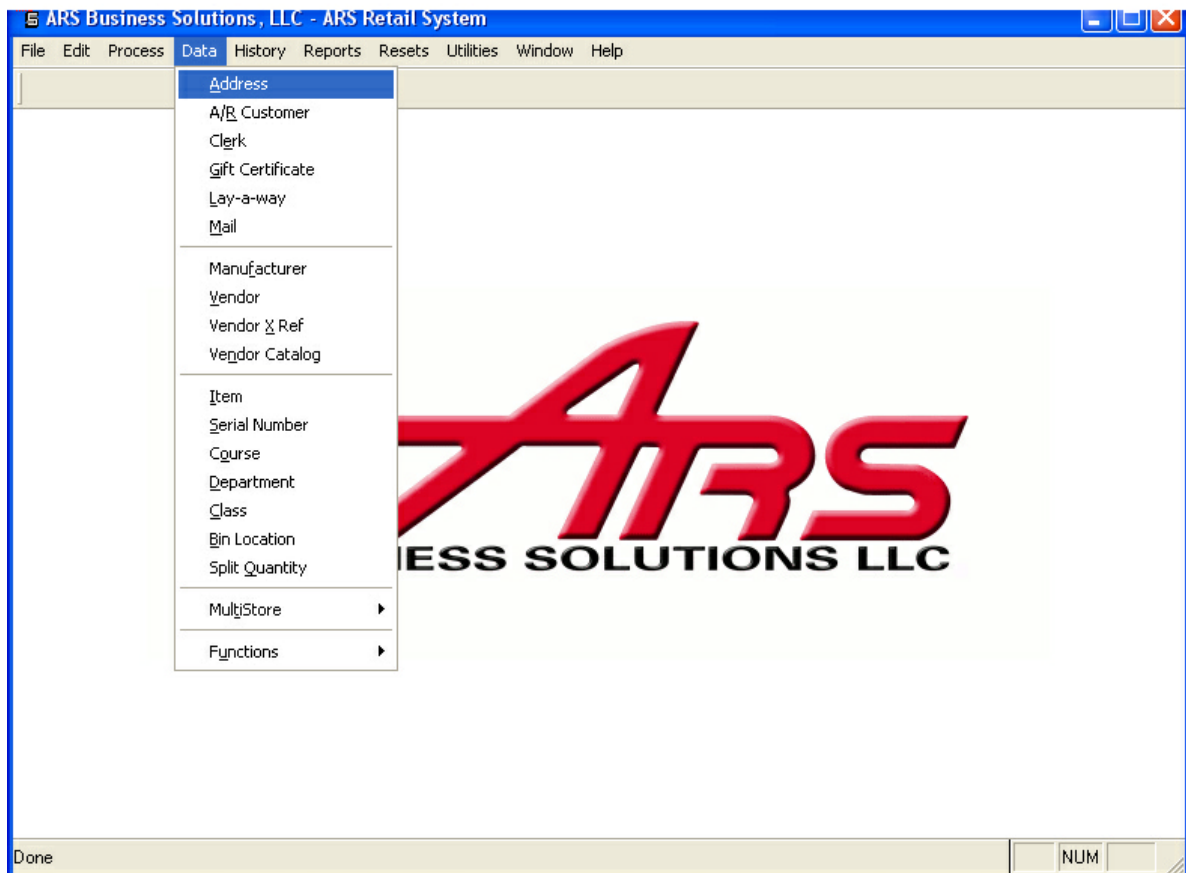 ARS Business Solutions, LLC - ARS Retail System
File Edit Process Data History Reports Resets Utilities Window Help
Address
A/R Customer
Clerk
Gift Certificate
Lay-a-way
Mail
Manufacturer
Vendor
Vendor X Ref
Vendor Catalog
Item
Serial Number
Course
Department
Class
Bin Location
Split Quantity
MultiStore
Functions
ARS
IESS SOLUTIONS LLC
Done NUM